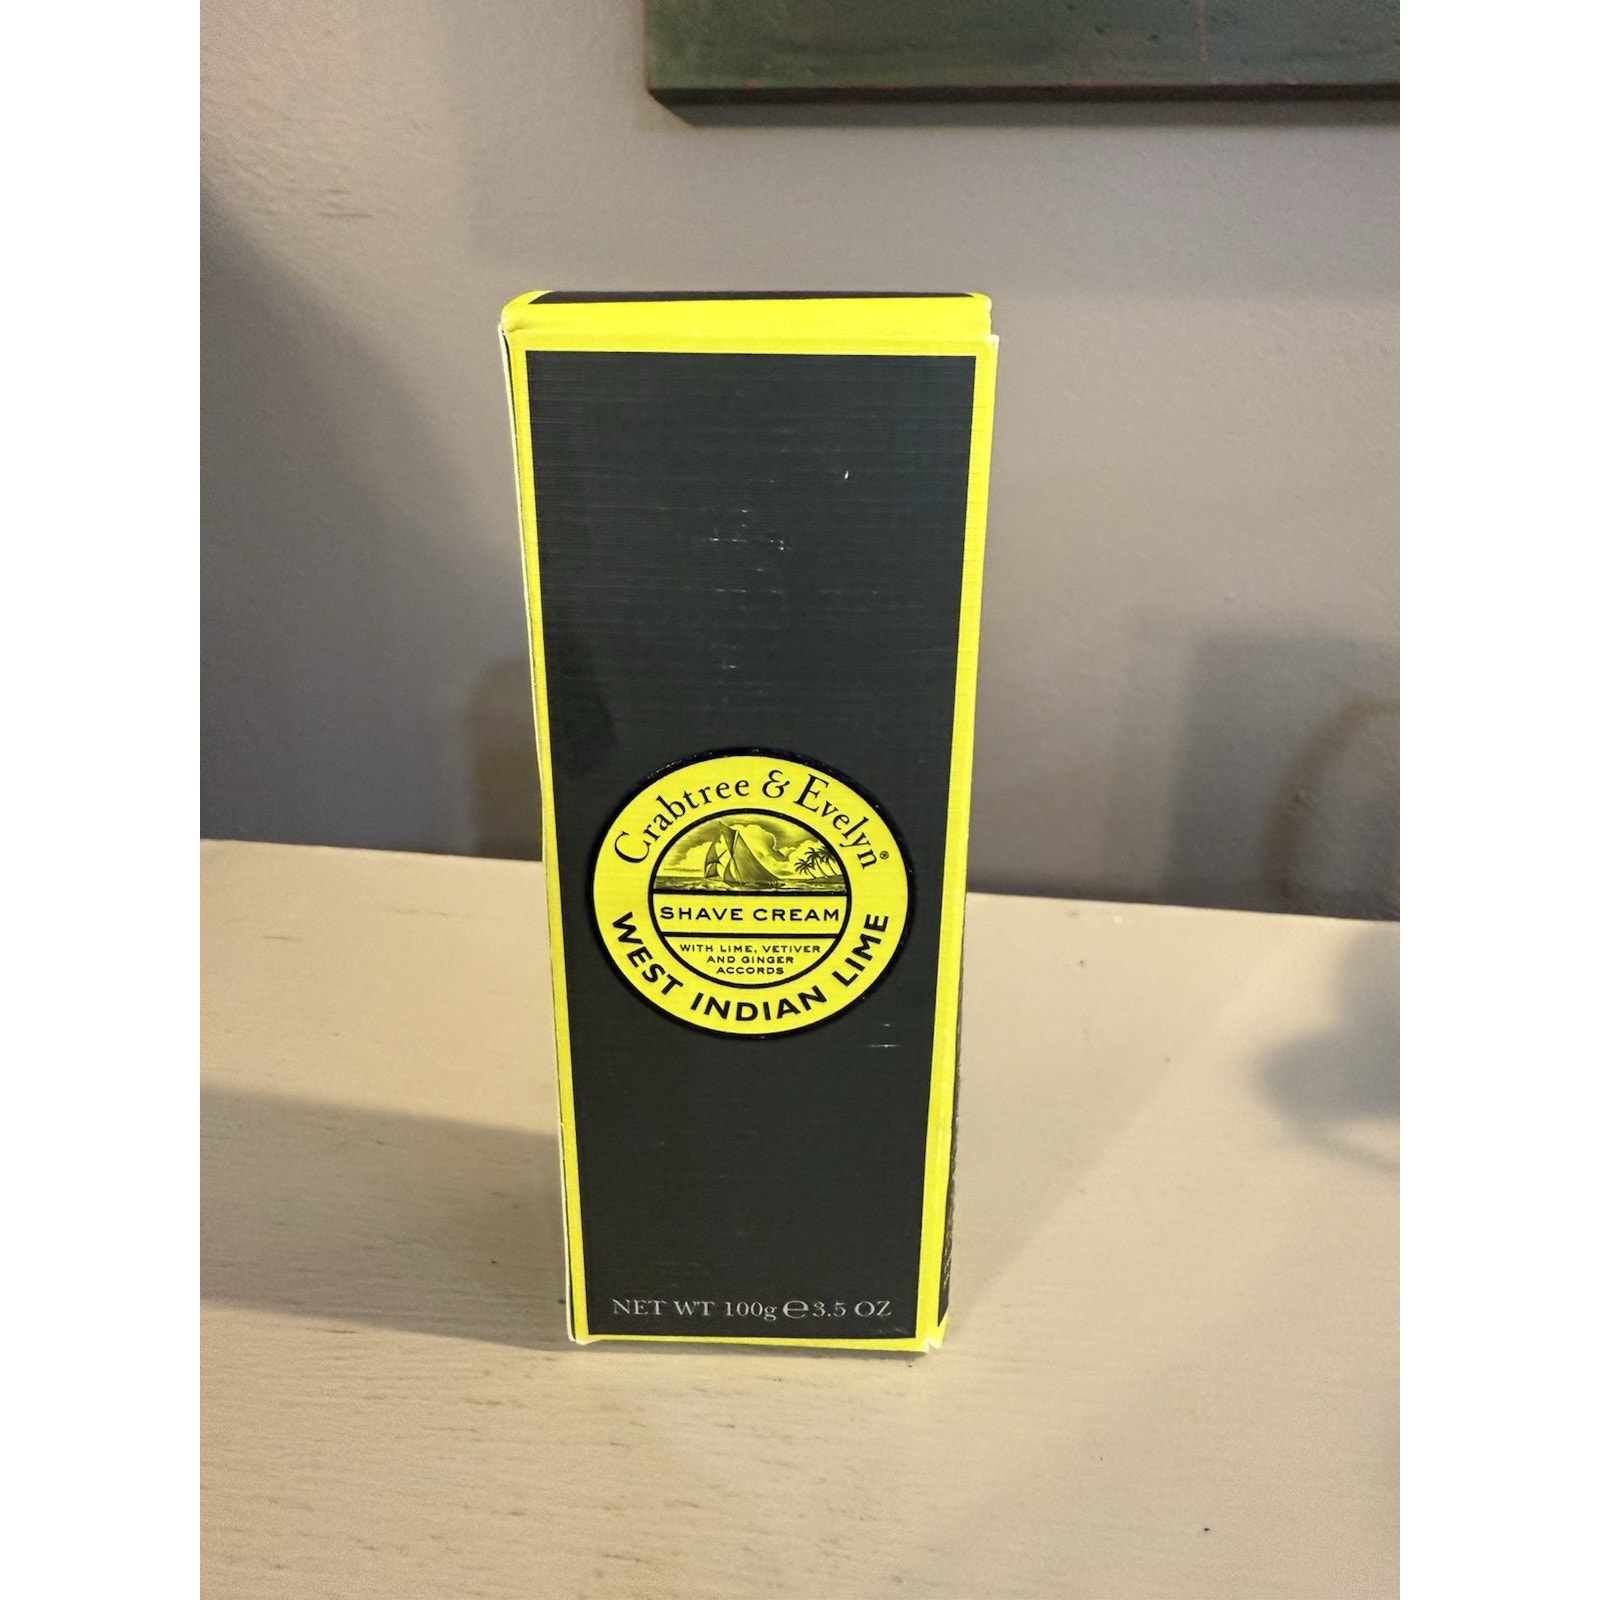 Crabtree & Evelyn®
SHAVE CREAM
WITH LIME, VETIVER
AND GINGER
ACCORDS
WEST INDIAN LIME
NET WT 100g ℮ 3.5 OZ